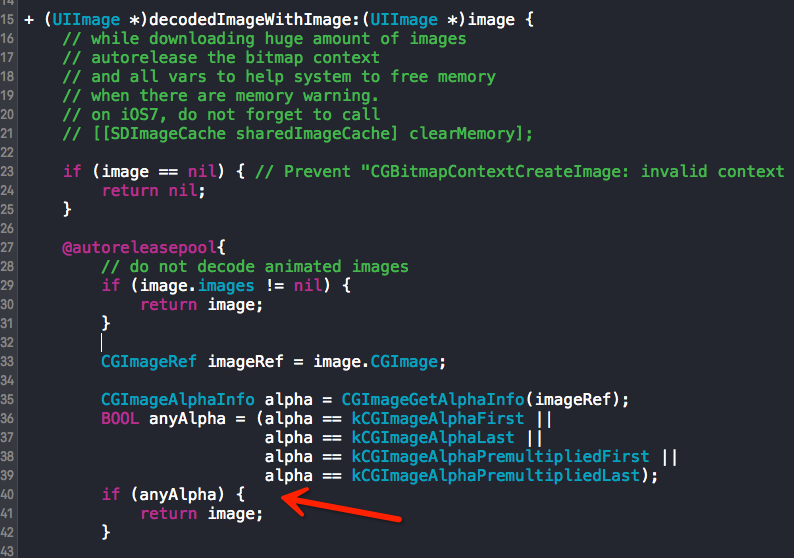 14
15 + (UIImage *)decodedImageWithImage:(UIImage *)image {
16 // while downloading huge amount of images
17 // autorelease the bitmap context
18 // and all vars to help system to free memory
19 // when there are memory warning.
20 // on iOS7, do not forget to call
21 // [[SDImageCache sharedImageCache] clearMemory];
22
23 if (image == nil) { // Prevent "CGBitmapContextCreateImage: invalid context
24 return nil;
25 }
26
27 @autoreleasepool{
28 // do not decode animated images
29 if (image.images != nil) {
30 return image;
31 }
32
33 CGImageRef imageRef = image.CGImage;
34
35 CGImageAlphaInfo alpha = CGImageGetAlphaInfo(imageRef);
36 BOOL anyAlpha = (alpha == kCGImageAlphaFirst ||
37 alpha == kCGImageAlphaLast ||
38 alpha == kCGImageAlphaPremultipliedFirst ||
39 alpha == kCGImageAlphaPremultipliedLast);
40 if (anyAlpha) {
41 return image;
42 }
43